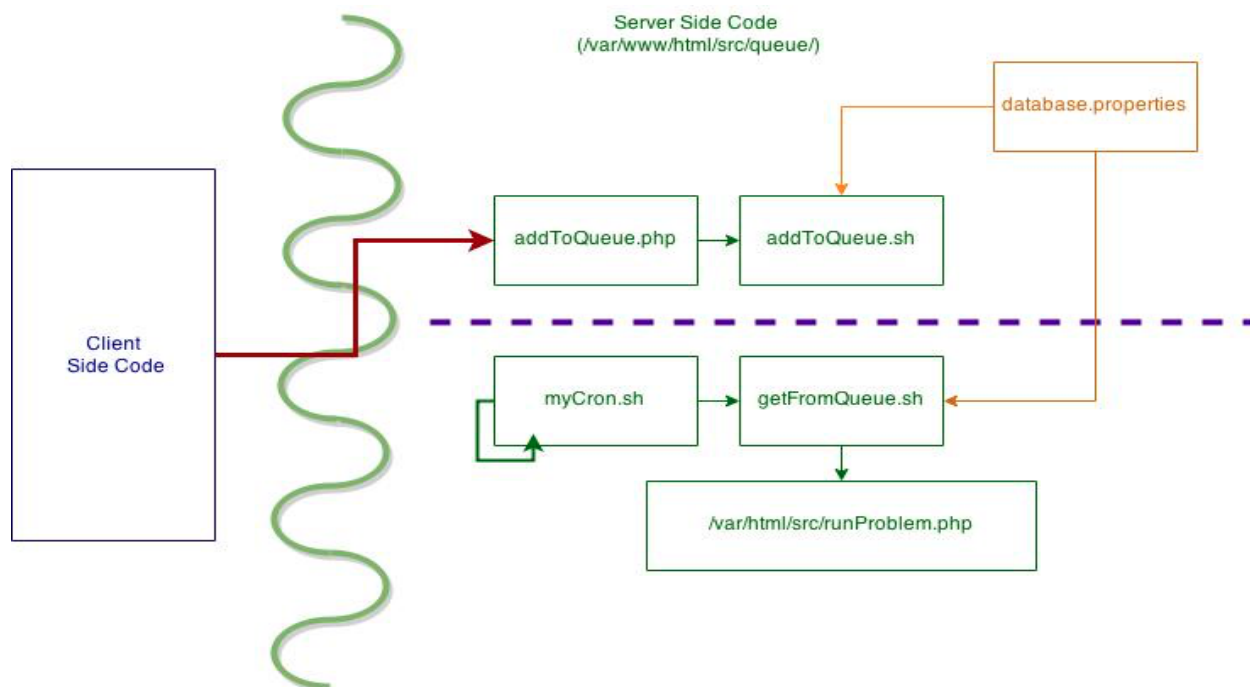 Server Side Code
(/var/www/html/src/queue/)
database.properties
addToQueue.php
addToQueue.sh
Client
Side Code
myCron.sh
getFromQueue.sh
/var/html/src/runProblem.php